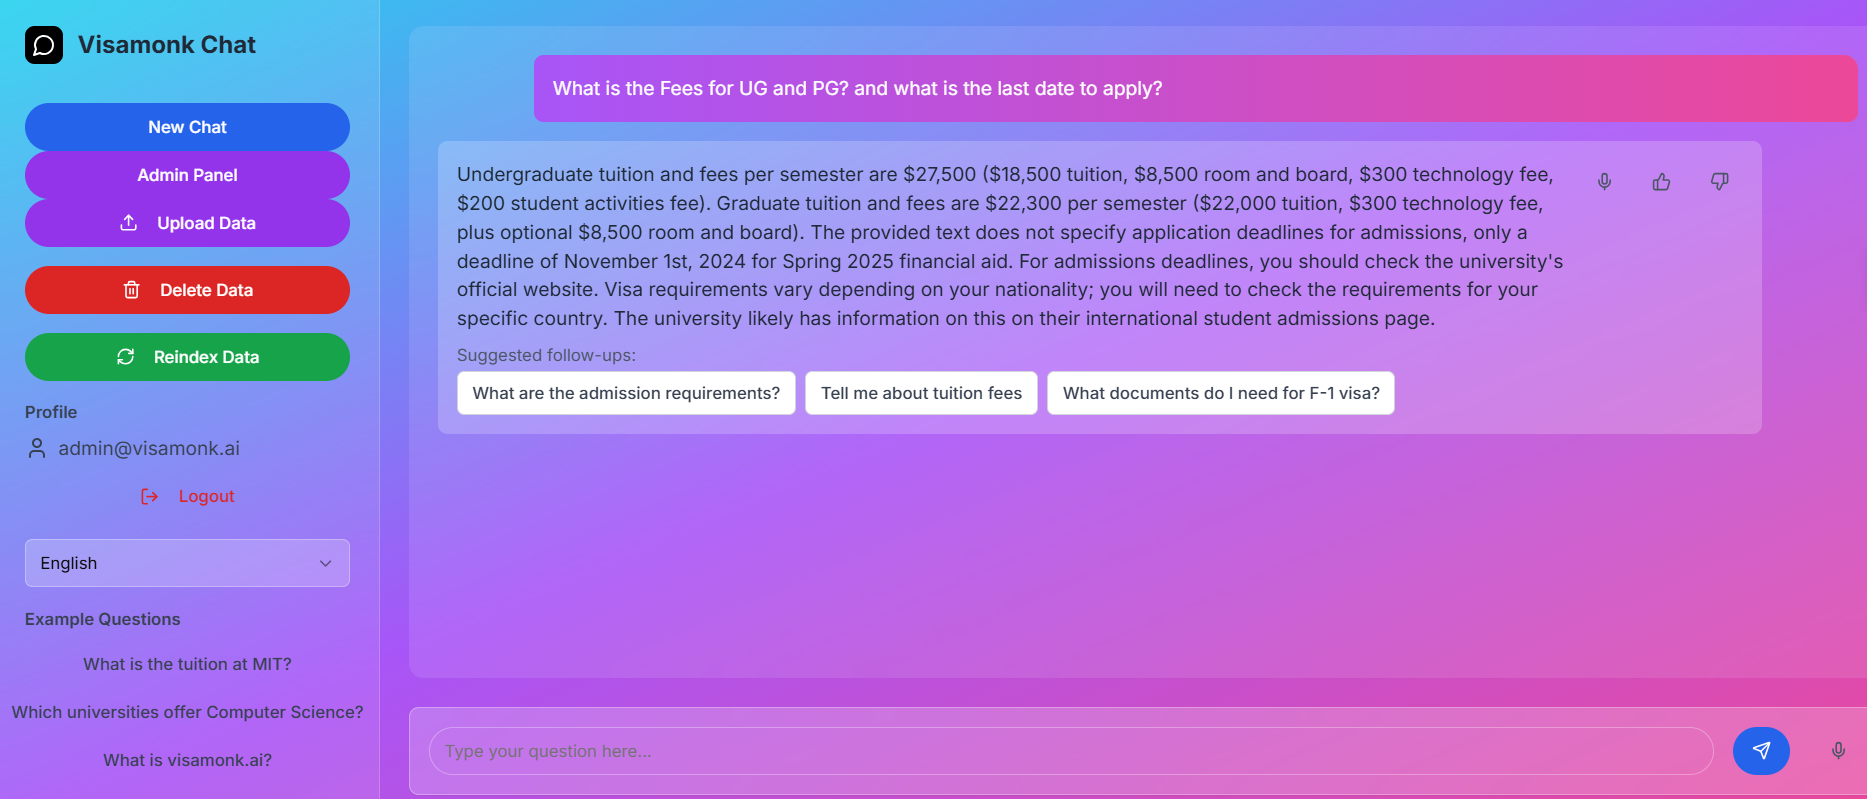 Visamonk Chat
New Chat
Admin Panel
Upload Data
Delete Data
Reindex Data
Profile
admin@visamonk.ai
Logout
English
Example Questions
What is the tuition at MIT?
Which universities offer Computer Science?
What is visamonk.ai?
What is the Fees for UG and PG? and what is the last date to apply?
Undergraduate tuition and fees per semester are $27,500 ($18,500 tuition, $8,500 room and board, $300 technology fee,
$200 student activities fee). Graduate tuition and fees are $22,300 per semester ($22,000 tuition, $300 technology fee,
plus optional $8,500 room and board). The provided text does not specify application deadlines for admissions, only a
deadline of November 1st, 2024 for Spring 2025 financial aid. For admissions deadlines, you should check the university's
official website. Visa requirements vary depending on your nationality; you will need to check the requirements for your
specific country. The university likely has information on this on their international student admissions page.
Suggested follow-ups:
What are the admission requirements?
Tell me about tuition fees
What documents do I need for F-1 visa?
Type your question here...